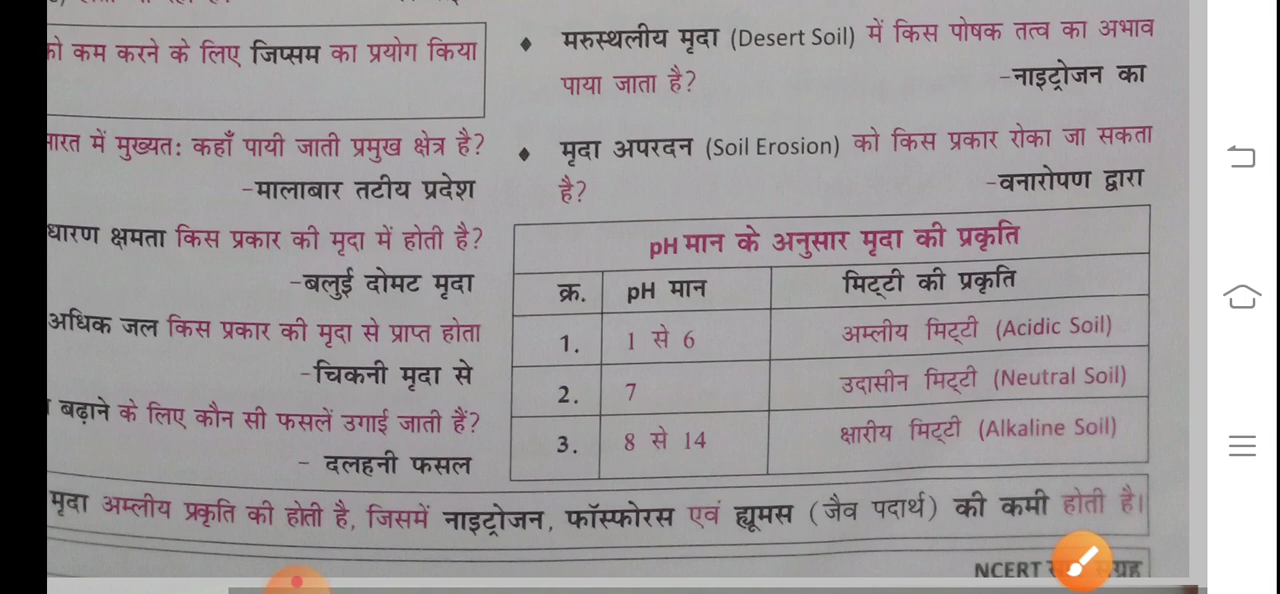 को कम करने के लिए जिप्सम का प्रयोग किया
भारत में मुख्यतः कहाँ पायी जाती प्रमुख क्षेत्र है?
-मालाबार तटीय प्रदेश
धारण क्षमता किस प्रकार की मृदा में होती है?
-बलुई दोमट मृदा
अधिक जल किस प्रकार की मृदा से प्राप्त होता
-चिकनी मृदा से
बढ़ाने के लिए कौन सी फसलें उगाई जाती हैं?
- दलहनी फसल
♦ मरुस्थलीय मृदा (Desert Soil) में किस पोषक तत्व का अभाव
पाया जाता है? -नाइट्रोजन का
♦ मृदा अपरदन (Soil Erosion) को किस प्रकार रोका जा सकता
है? -वनारोपण द्वारा
pH मान के अनुसार मृदा की प्रकृति
क्र. pH मान मिट्टी की प्रकृति
1. 1 से 6 अम्लीय मिट्टी (Acidic Soil)
2. 7 उदासीन मिट्टी (Neutral Soil)
3. 8 से 14 क्षारीय मिट्टी (Alkaline Soil)
मृदा अम्लीय प्रकृति की होती है, जिसमें नाइट्रोजन, फॉस्फोरस एवं ह्यूमस (जैव पदार्थ) की कमी होती है।
NCERT